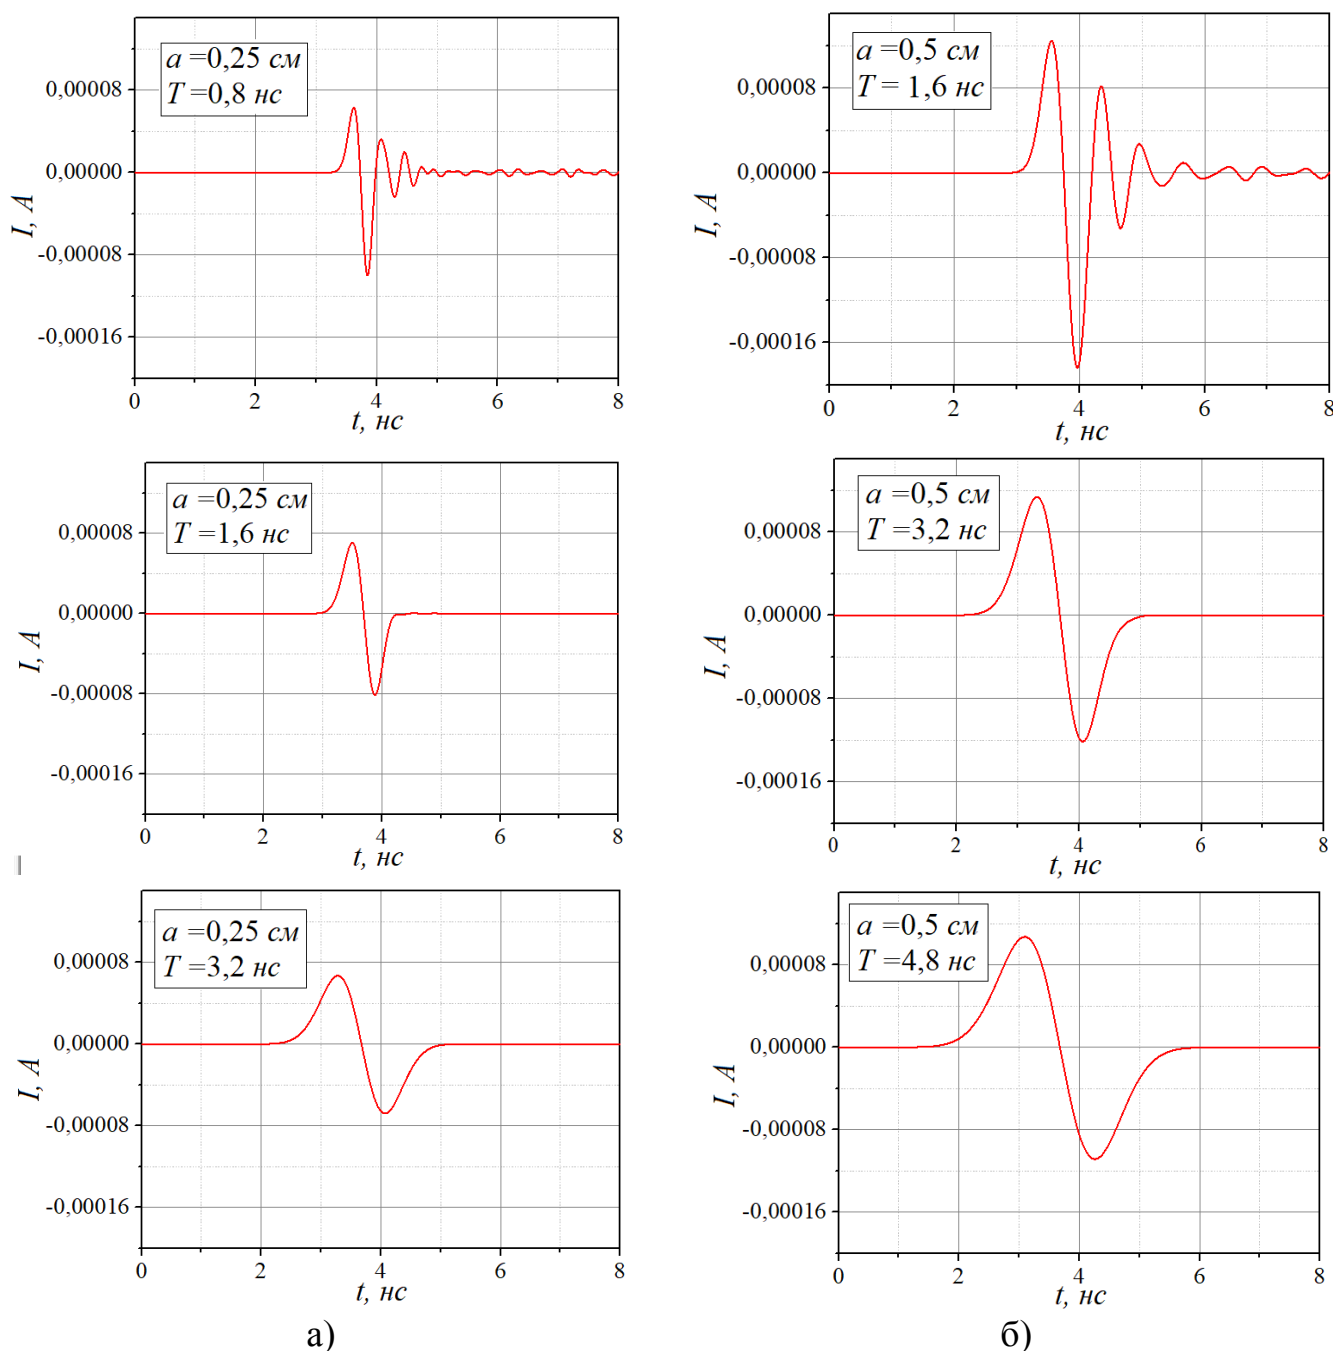 a =0,25 см
T =0,8 нс
0,00008
0,00000
-0,00008
-0,00016
I, A
0 2 4 6 8
t, нс
a =0,5 см
T = 1,6 нс
0,00008
0,00000
-0,00008
-0,00016
I, A
0 2 4 6 8
t, нс
a =0,25 см
T =1,6 нс
0,00008
0,00000
-0,00008
-0,00016
I, A
0 2 4 6 8
t, нс
a =0,5 см
T =3,2 нс
0,00008
0,00000
-0,00008
-0,00016
I, A
0 2 4 6 8
t, нс
a =0,25 см
T =3,2 нс
0,00008
0,00000
-0,00008
-0,00016
I, A
0 2 4 6 8
t, нс
a =0,5 см
T =4,8 нс
0,00008
0,00000
-0,00008
-0,00016
I, A
0 2 4 6 8
t, нс
а)
б)